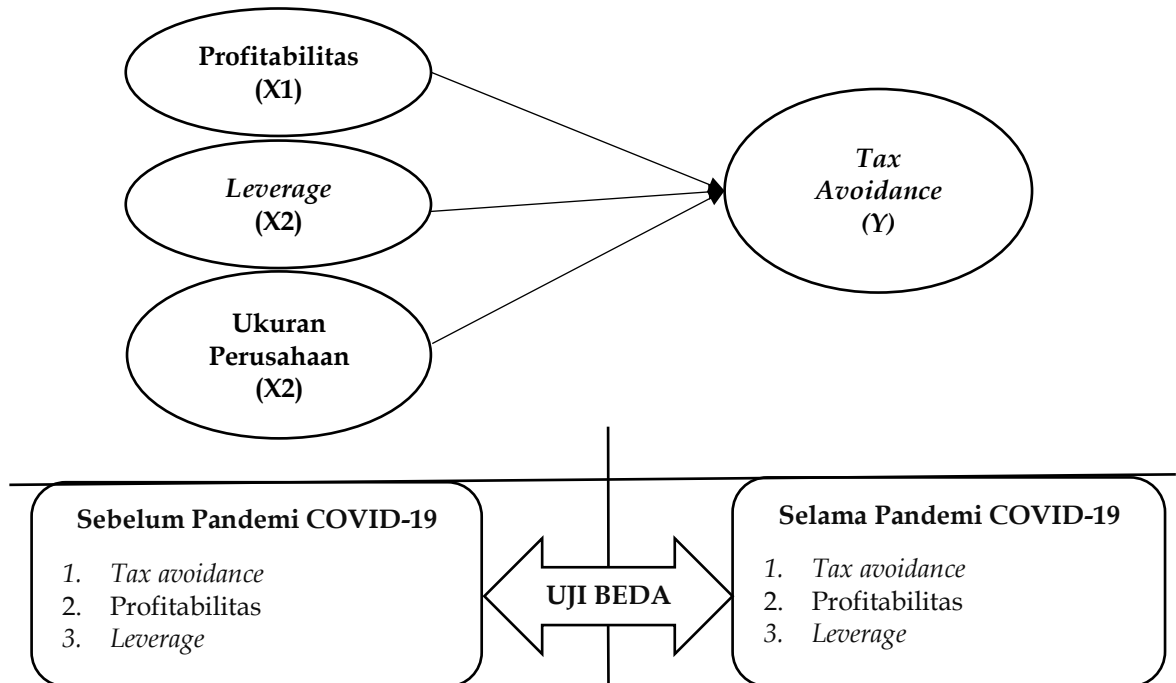 Profitabilitas
(X1)
Leverage
(X2)
Ukuran
Perusahaan
(X2)
Tax
Avoidance
(Y)
Sebelum Pandemi COVID-19
1. Tax avoidance
2. Profitabilitas
3. Leverage
UJI BEDA
Selama Pandemi COVID-19
1. Tax avoidance
2. Profitabilitas
3. Leverage